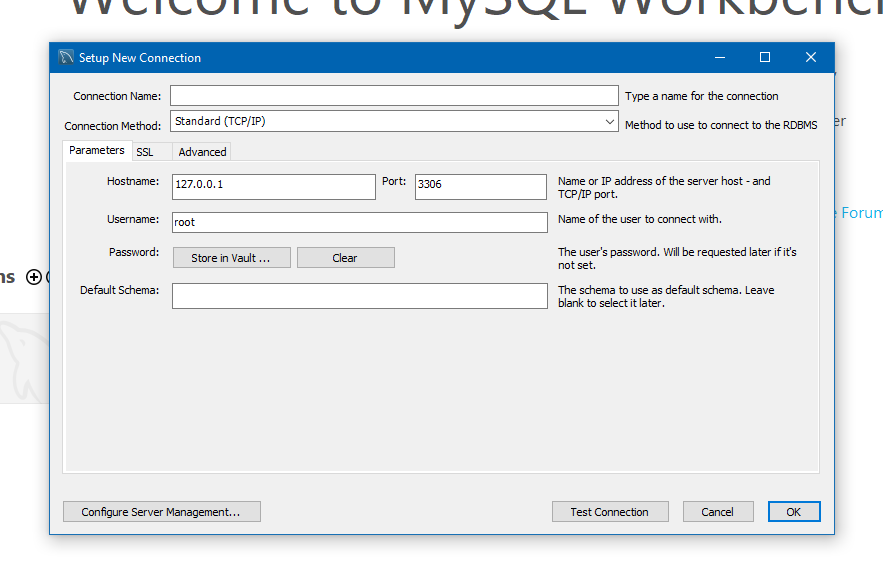 Welcome to MySQL Workbench
Setup New Connection
Connection Name: Type a name for the connection
Connection Method: Standard (TCP/IP) Method to use to connect to the RDBMS
Parameters SSL Advanced
Hostname: 127.0.0.1 Port: 3306 Name or IP address of the server host - and
TCP/IP port.
Username: root Name of the user to connect with.
Password: Store in Vault ... Clear The user's password. Will be requested later if it's
not set.
Default Schema: The schema to use as default schema. Leave
blank to select it later.
Configure Server Management... Test Connection Cancel OK